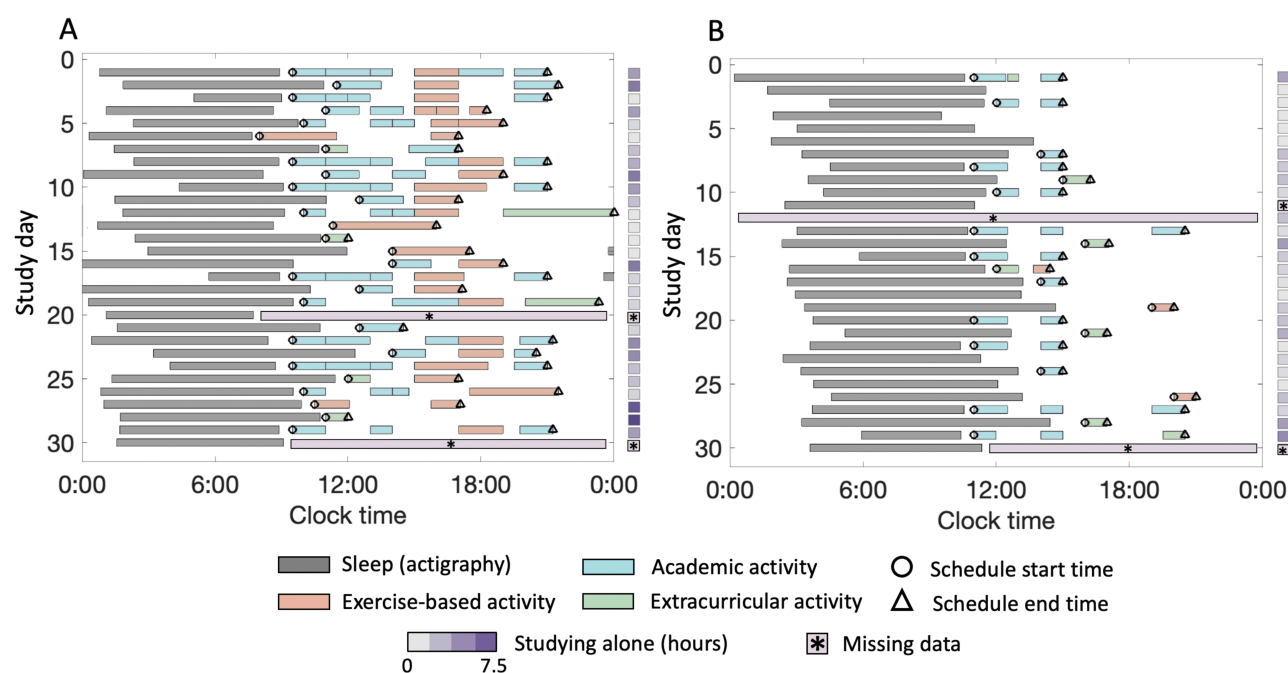 A
B
0
5
10
15
20
25
30
Study day
0:00 6:00 12:00 18:00 0:00
Clock time
0
5
10
15
20
25
30
Study day
0:00 6:00 12:00 18:00 0:00
Clock time
Sleep (actigraphy)
Academic activity
Schedule start time
Exercise-based activity
Extracurricular activity
Schedule end time
Studying alone (hours)
0 7.5
* Missing data